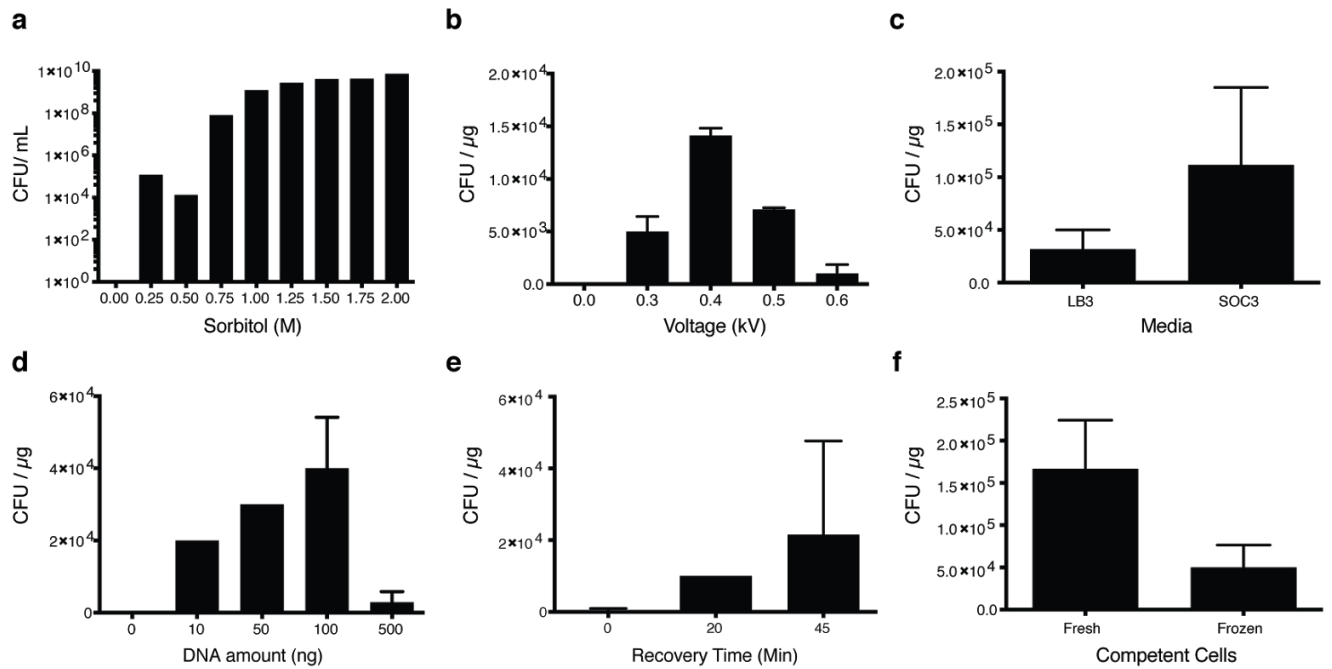 a
CFU/ mL
1×10^10
1×10^8
1×10^6
1×10^4
1×10^2
1×10^0
0.00 0.25 0.50 0.75 1.00 1.25 1.50 1.75 2.00
Sorbitol (M)
b
CFU / µg
2.0×10^4
1.5×10^4
1.0×10^4
5.0×10^3
0.0
0.0 0.3 0.4 0.5 0.6
Voltage (kV)
c
CFU / µg
2.0×10^5
1.5×10^5
1.0×10^5
5.0×10^4
0.0
LB3 SOC3
Media
d
CFU / µg
6×10^4
4×10^4
2×10^4
0
0 10 50 100 500
DNA amount (ng)
e
CFU / µg
6×10^4
4×10^4
2×10^4
0
0 20 45
Recovery Time (Min)
f
CFU / µg
2.5×10^5
2.0×10^5
1.5×10^5
1.0×10^5
5.0×10^4
0.0
Fresh Frozen
Competent Cells